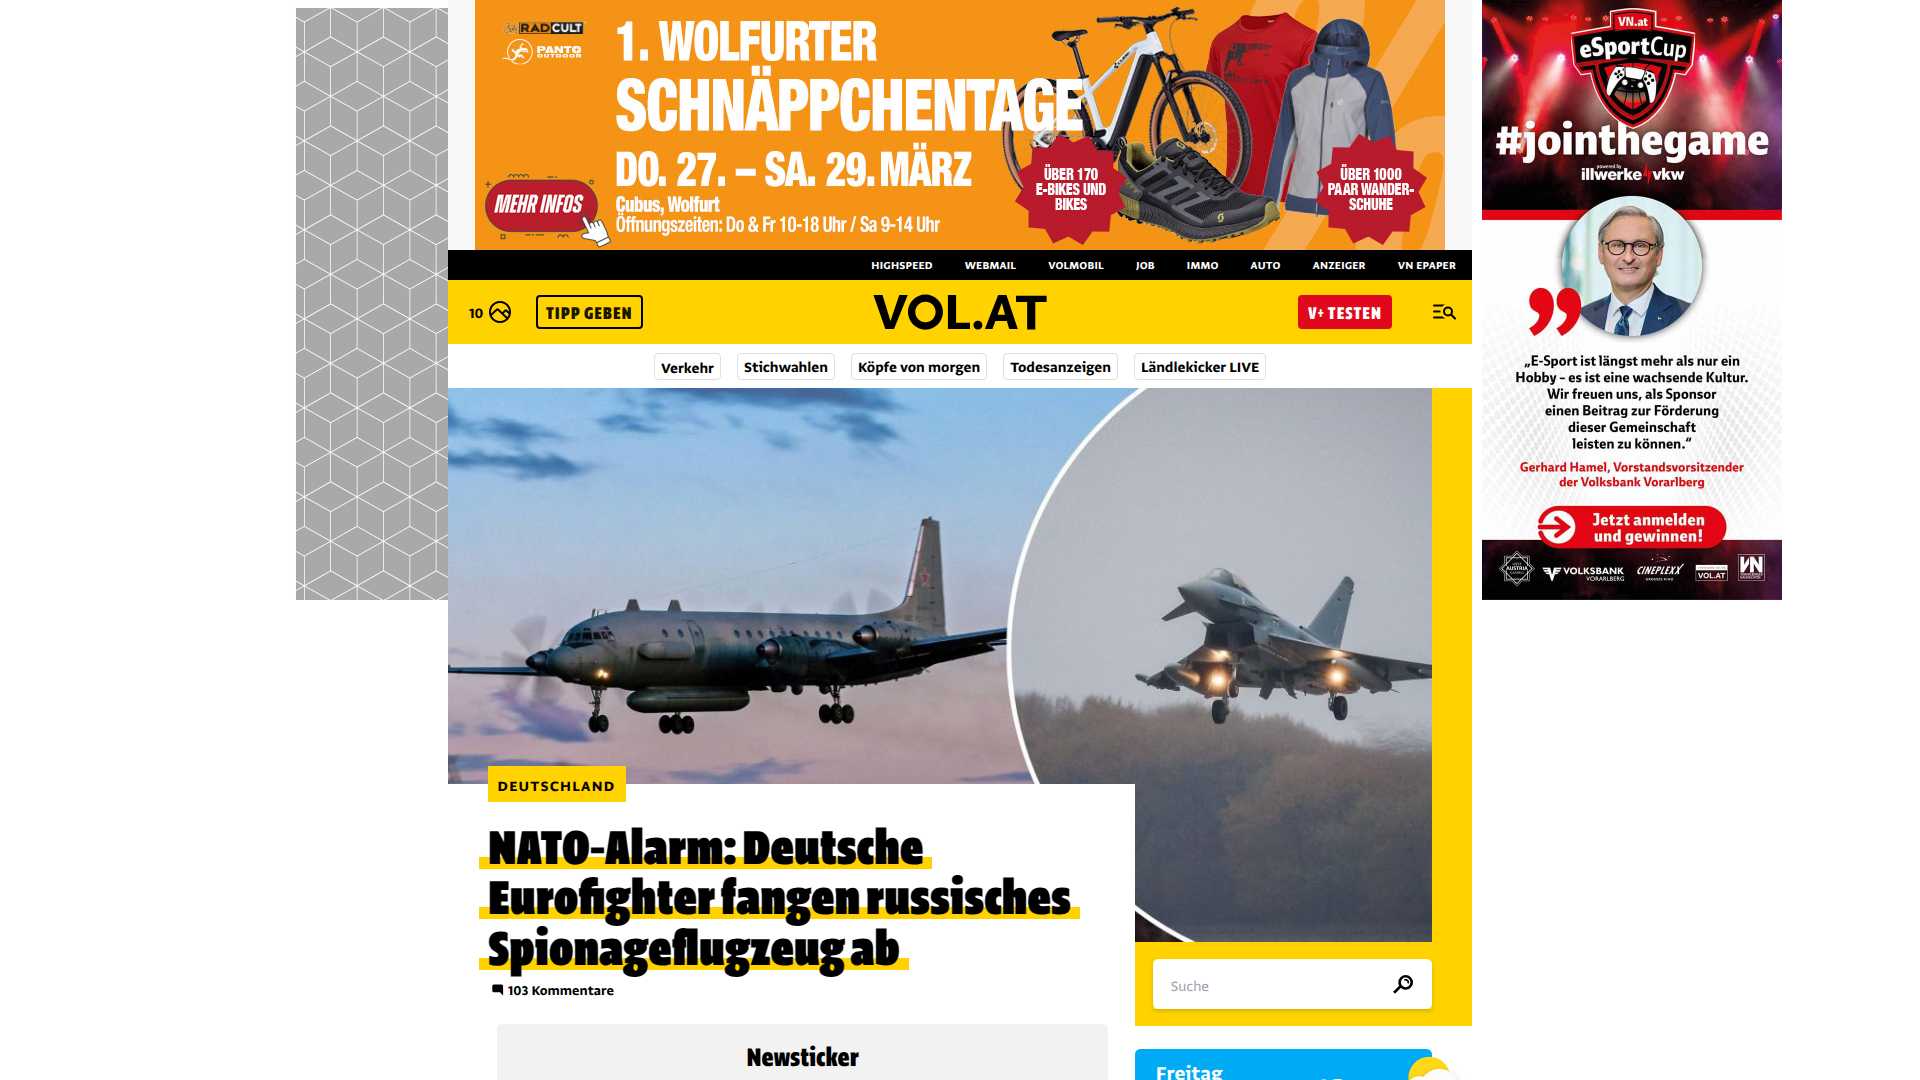 RADCULT
PANTO
OUTDOOR
1. WOLFURTER
SCHNÄPPCHENTAGE
DO. 27. – SA. 29. MÄRZ
MEHR INFOS
Cubus, Wolfurt
Öffnungszeiten: Do & Fr 10-18 Uhr / Sa 9-14 Uhr
ÜBER 170
E-BIKES UND
BIKES
ÜBER 1000
PAAR WANDER-
SCHUHE
VN.at
eSportCup
#jointhegame
powered by
illwerke vkw
„E-Sport ist längst mehr als nur ein
Hobby – es ist eine wachsende Kultur.
Wir freuen uns, als Sponsor
einen Beitrag zur Förderung
dieser Gemeinschaft
leisten zu können.“
Gerhard Hamel, Vorstandsvorsitzender
der Volksbank Vorarlberg
Jetzt anmelden
und gewinnen!
AUSTRIA
VOLKSBANK
VORARLBERG
CINEPLEXX
VOL.AT
VN
HIGHSPEED WEBMAIL VOLMOBIL JOB IMMO AUTO ANZEIGER VN EPAPER
10 TIPP GEBEN VOL.AT V+ TESTEN
Verkehr Stichwahlen Köpfe von morgen Todesanzeigen Ländlekicker LIVE
DEUTSCHLAND
NATO-Alarm: Deutsche
Eurofighter fangen russisches
Spionageflugzeug ab
103 Kommentare
Newsticker
Suche
Freitag